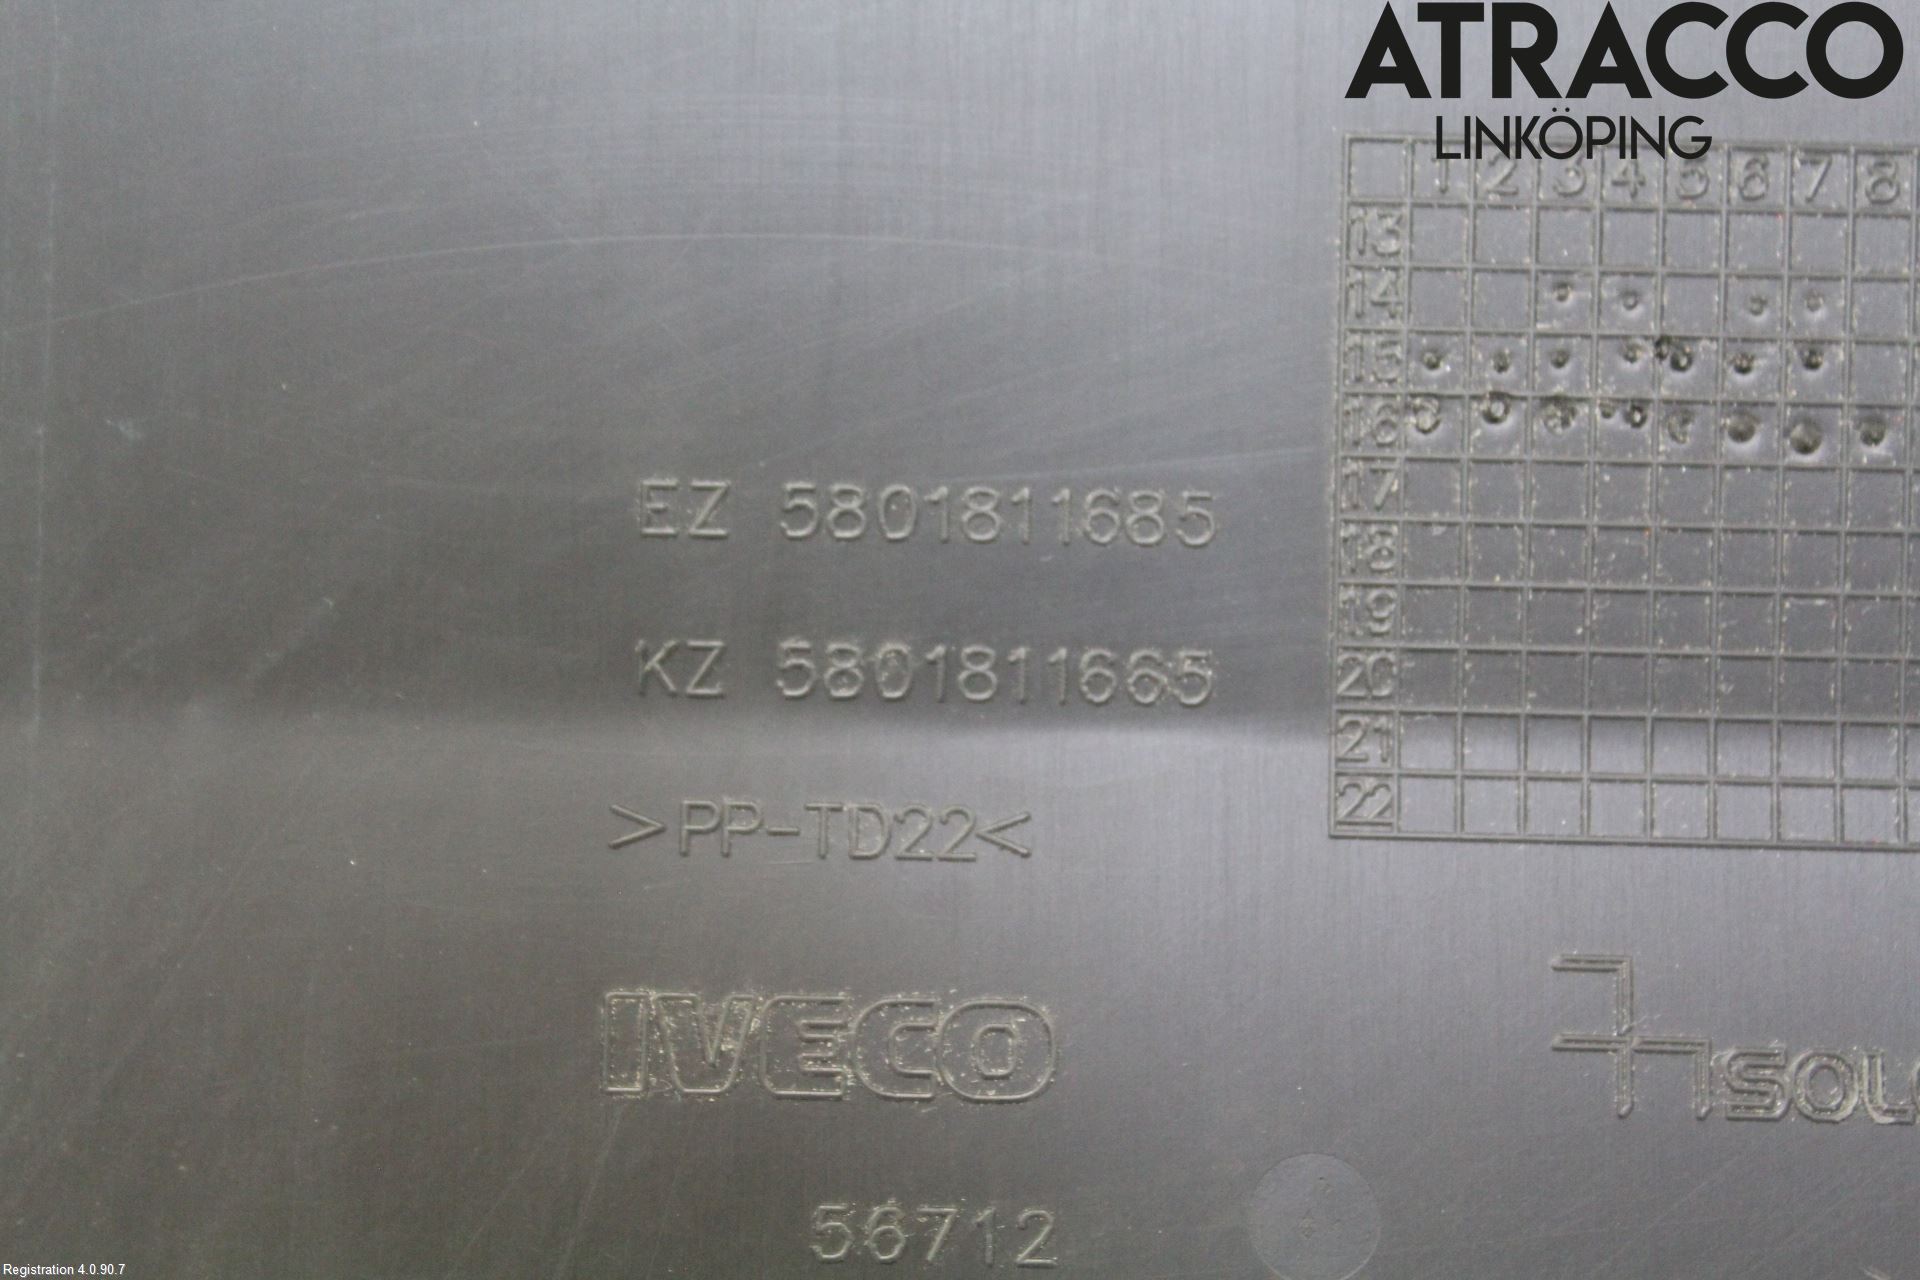 ATRACCO
LINKÖPING
1 2 3 4 5 6 7 8
13
14
15
16
17
18
19
20
21
22
EZ 5801811685
KZ 5801811665
>PP-TD22<
IVECO
56712
Registration 4.0.90.7